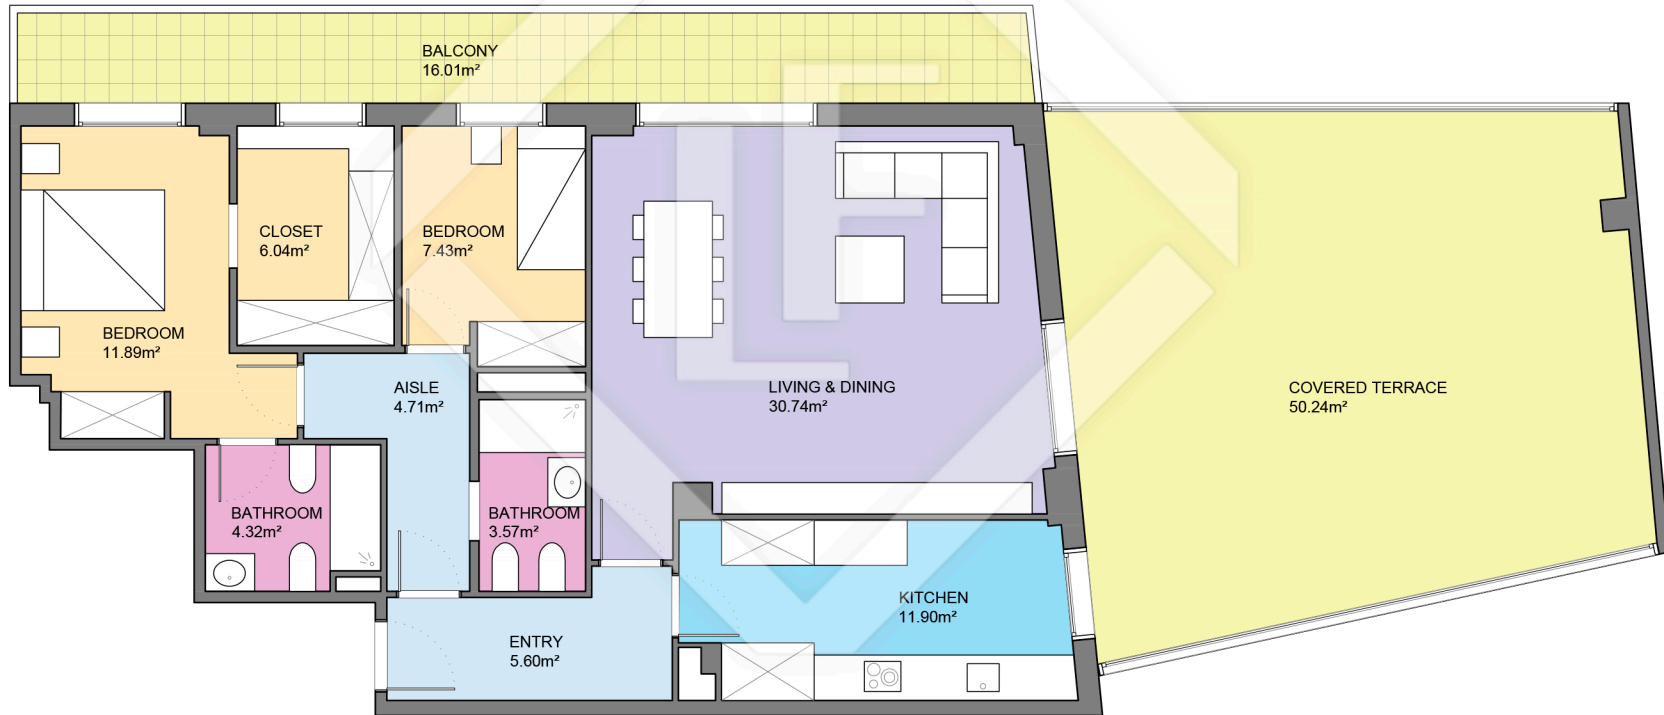 BALCONY
16.01m²
CLOSET
6.04m²
BEDROOM
7.43m²
BEDROOM
11.89m²
AISLE
4.71m²
LIVING & DINING
30.74m²
COVERED TERRACE
50.24m²
BATHROOM
4.32m²
BATHROOM
3.57m²
KITCHEN
11.90m²
ENTRY
5.60m²